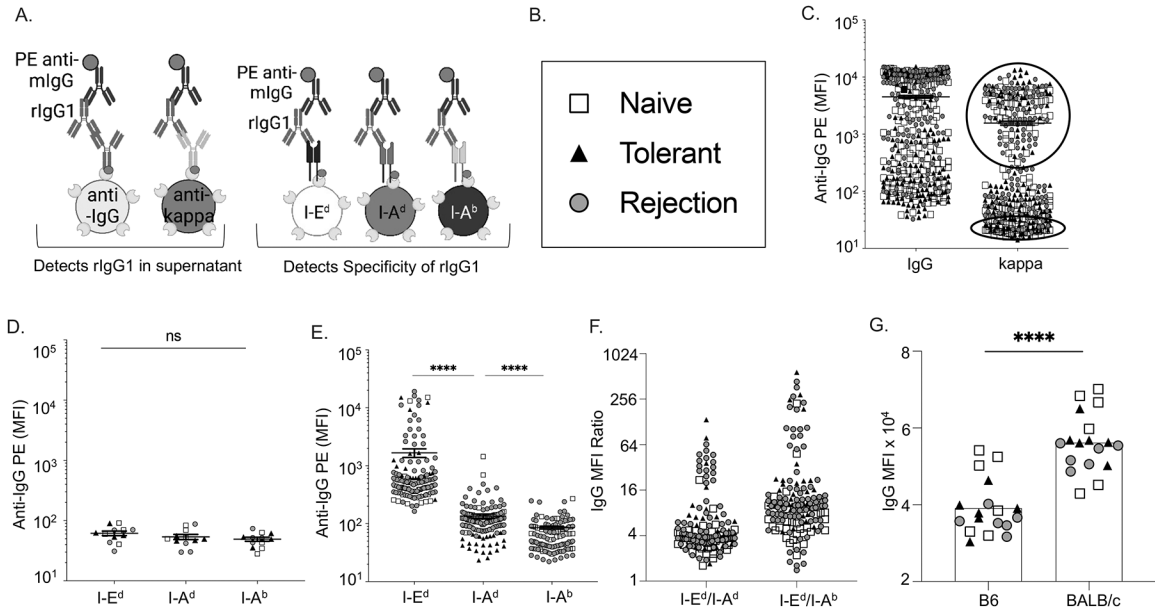 A.
PE anti-
mIgG
rIgG1
anti
-IgG
anti-
kappa
Detects rIgG1 in supernatant
PE anti-
mIgG
rIgG1
I-Eᵈ
I-Aᵈ
I-Aᵇ
Detects Specificity of rIgG1
B.
Naive
Tolerant
Rejection
C.
Anti-IgG PE (MFI)
10⁵
10⁴
10³
10²
10¹
IgG
kappa
D.
Anti-IgG PE (MFI)
10⁵
10⁴
10³
10²
10¹
ns
I-Eᵈ
I-Aᵈ
I-Aᵇ
E.
Anti-IgG PE (MFI)
10⁵
10⁴
10³
10²
10¹
****
****
I-Eᵈ
I-Aᵈ
I-Aᵇ
F.
IgG MFI Ratio
1024
256
64
16
4
1
I-Eᵈ/I-Aᵈ
I-Eᵈ/I-Aᵇ
G.
IgG MFI x 10⁴
8
6
4
2
****
B6
BALB/c